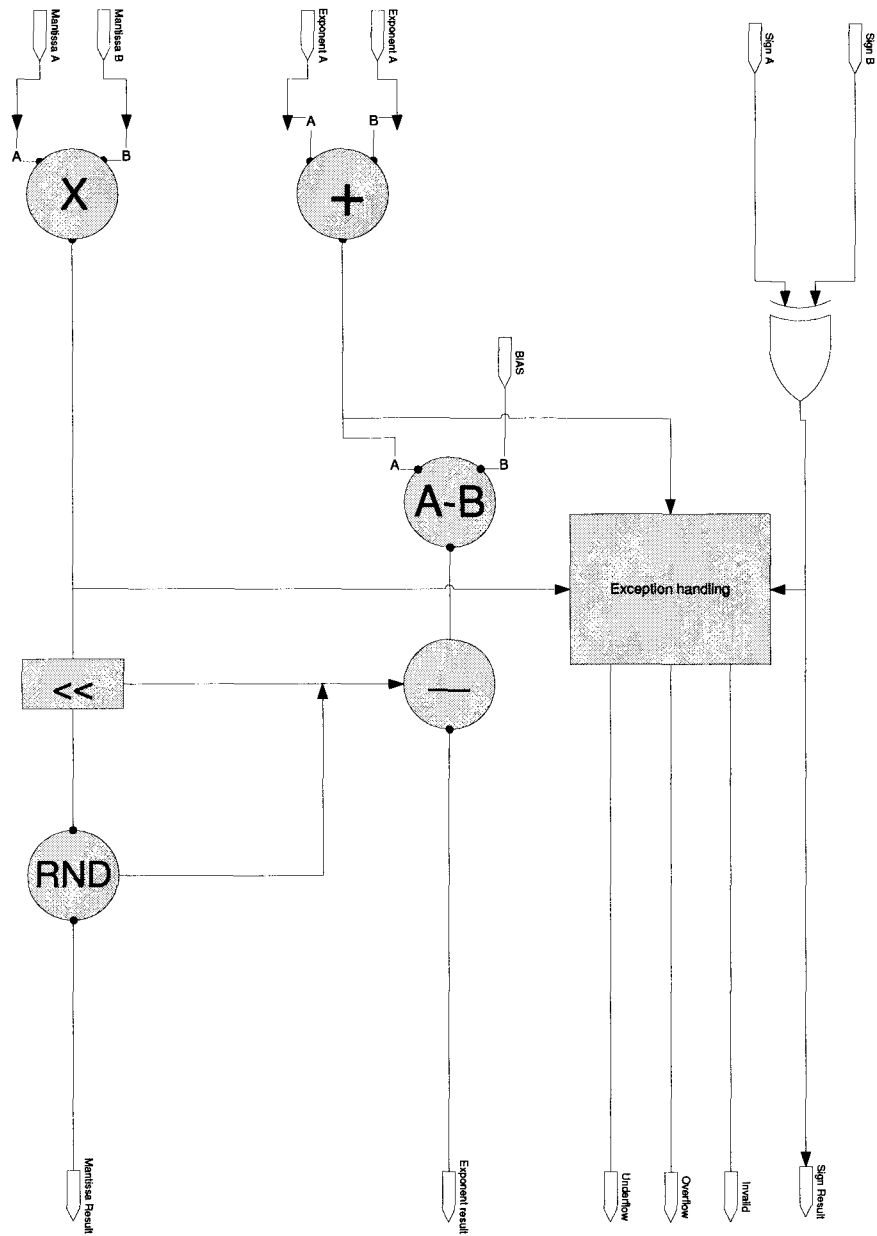 Mantissa A
Mantissa B
Exponent A
Exponent A
Sign A
Sign B
A
B
A
B
X
+
BIAS
A
B
A-B
Exception handling
<<
—
RND
Mantissa Result
Exponent result
Underflow
Overflow
Invalid
Sign Result